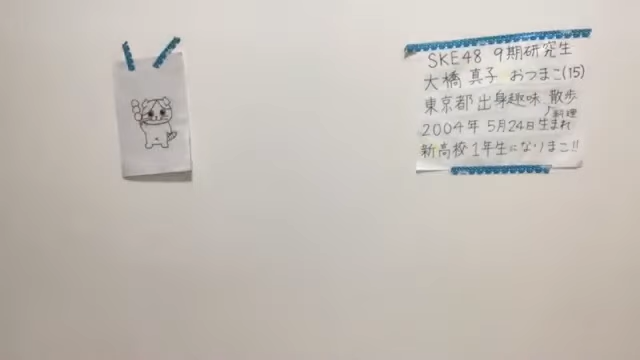 SKE48 9期研究生
大橋真子 おつまこ(15)
東京都出身趣味 散歩
料理
2004年 5月24日生まれ
新高校1年生になりまこ!!